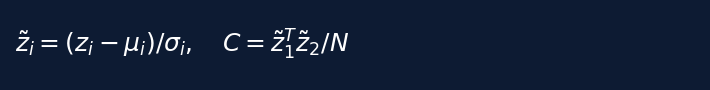 z̃ᵢ = (zᵢ − μᵢ)/σᵢ,   C = z̃₁ᵀz̃₂/N